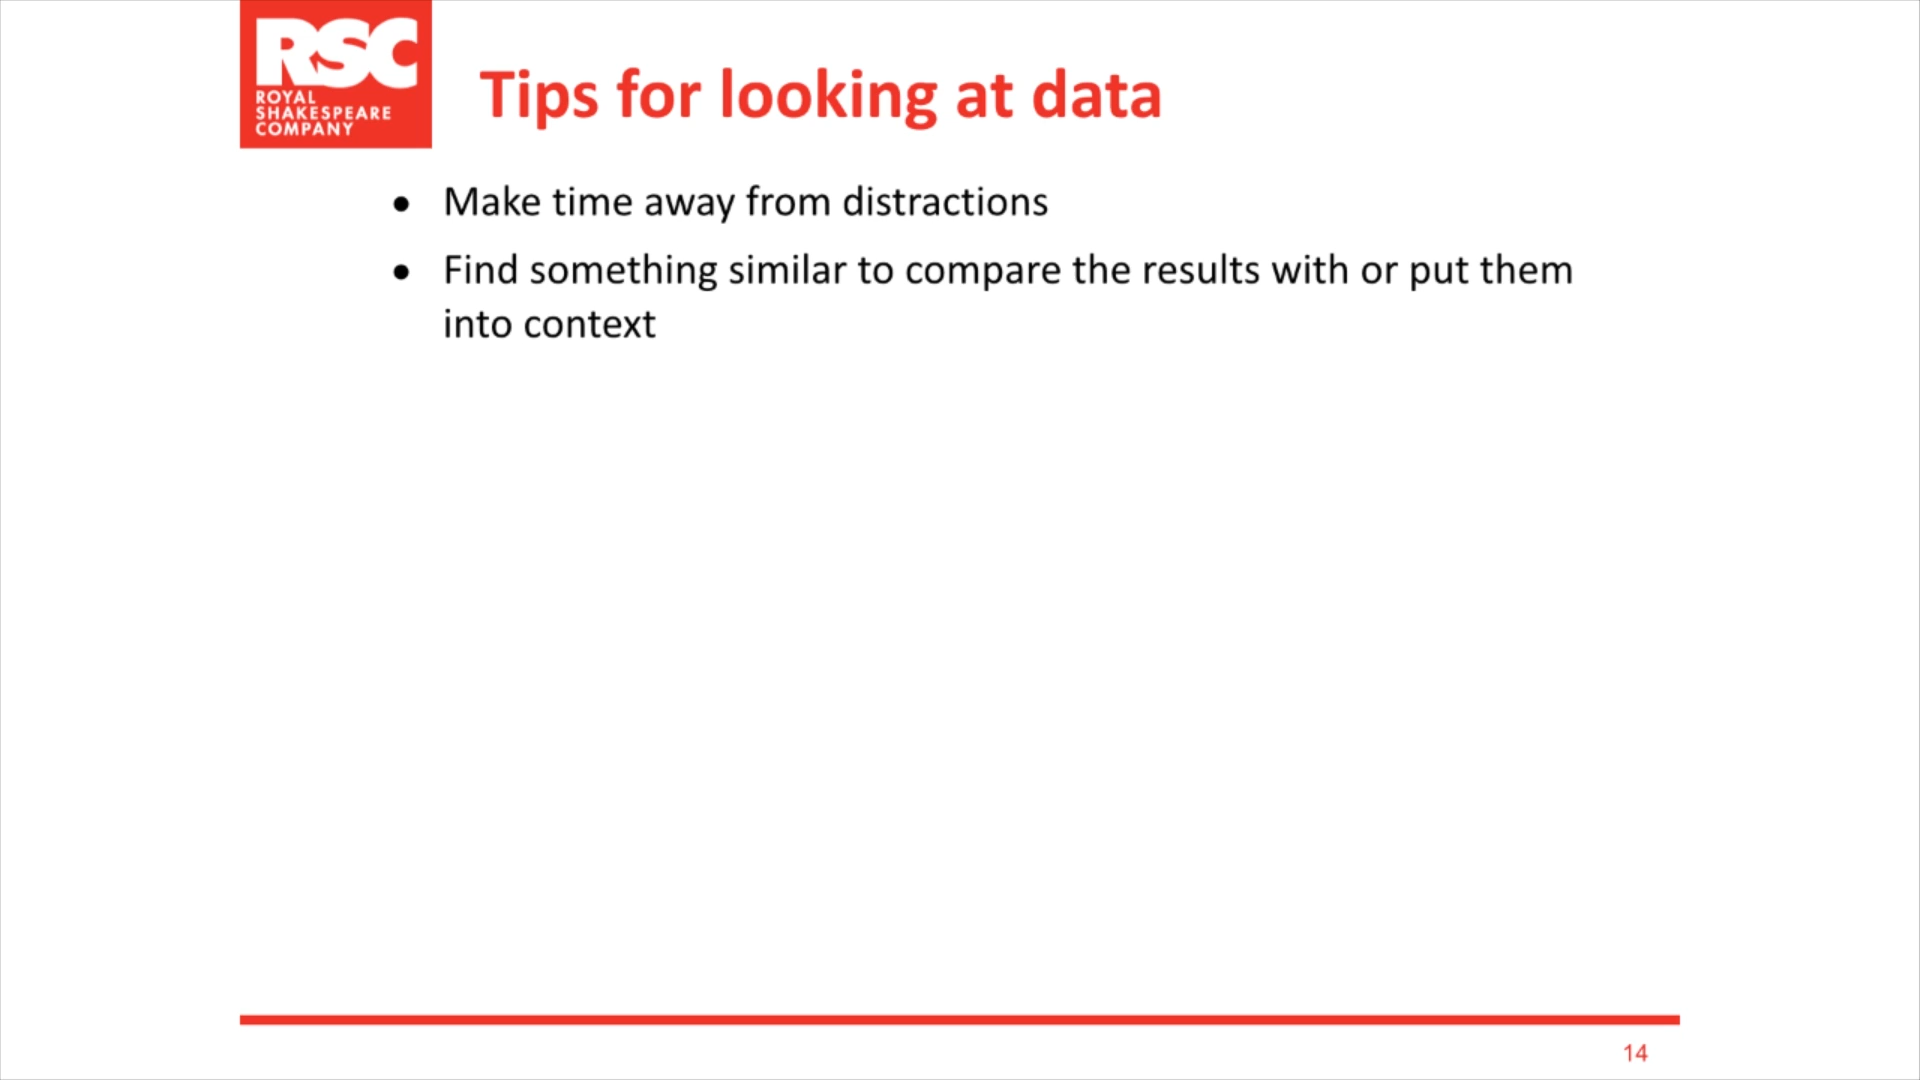 RSC
ROYAL
SHAKESPEARE
COMPANY
Tips for looking at data
• Make time away from distractions
• Find something similar to compare the results with or put them
into context
14